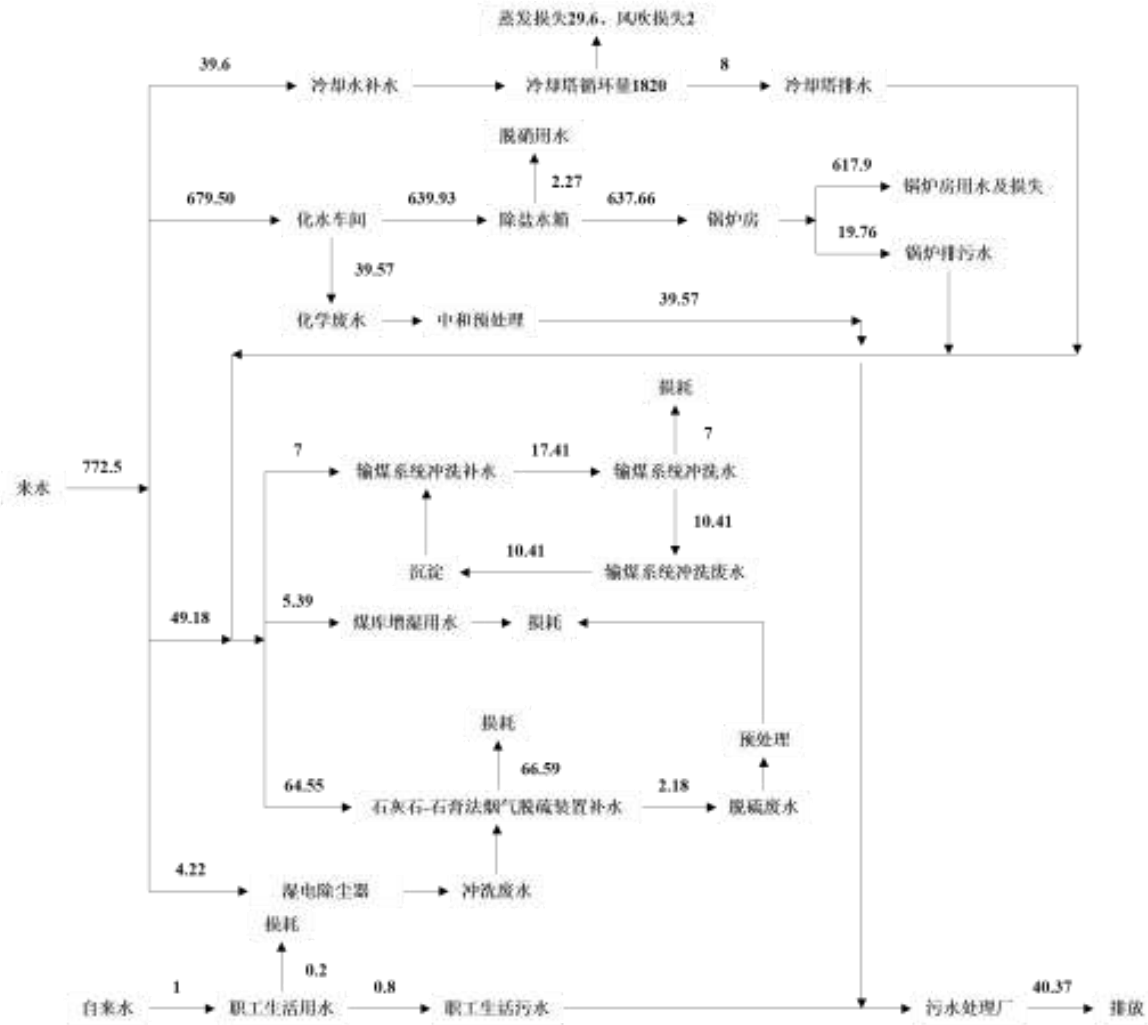 蒸发损失29.6、风吹损失2
39.6
冷却水补水
冷却塔循环量1820
8
冷却塔排水
脱硝用水
2.27
679.50
化水车间
639.93
除盐水箱
637.66
锅炉房
617.9
锅炉房用水及损失
19.76
锅炉排污水
39.57
化学废水
中和预处理
39.57
损耗
7
7
输煤系统冲洗补水
17.41
输煤系统冲洗水
来水
772.5
10.41
沉淀
10.41
输煤系统冲洗废水
49.18
5.39
煤库增湿用水
损耗
损耗
66.59
预处理
64.55
石灰石-石膏法烟气脱硫装置补水
2.18
脱硫废水
4.22
湿电除尘器
冲洗废水
损耗
0.2
自来水
1
职工生活用水
0.8
职工生活污水
污水处理厂
40.37
排放